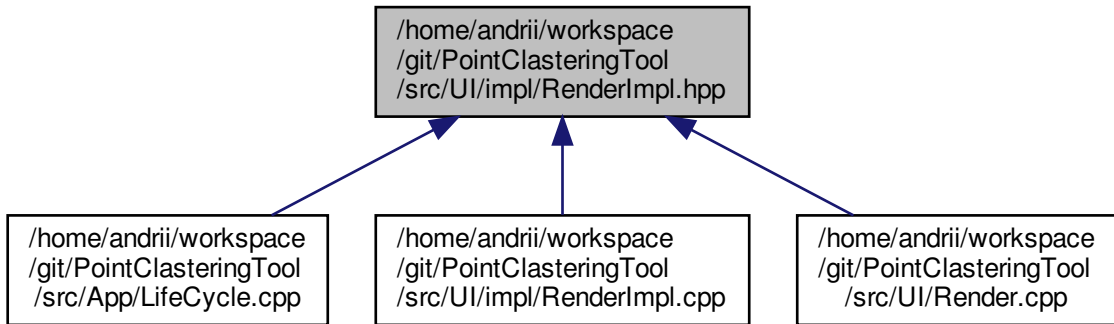 /home/andrii/workspace
/git/PointClasteringTool
/src/UI/impl/RenderImpl.hpp
/home/andrii/workspace
/git/PointClasteringTool
/src/App/LifeCycle.cpp
/home/andrii/workspace
/git/PointClasteringTool
/src/UI/impl/RenderImpl.cpp
/home/andrii/workspace
/git/PointClasteringTool
/src/UI/Render.cpp